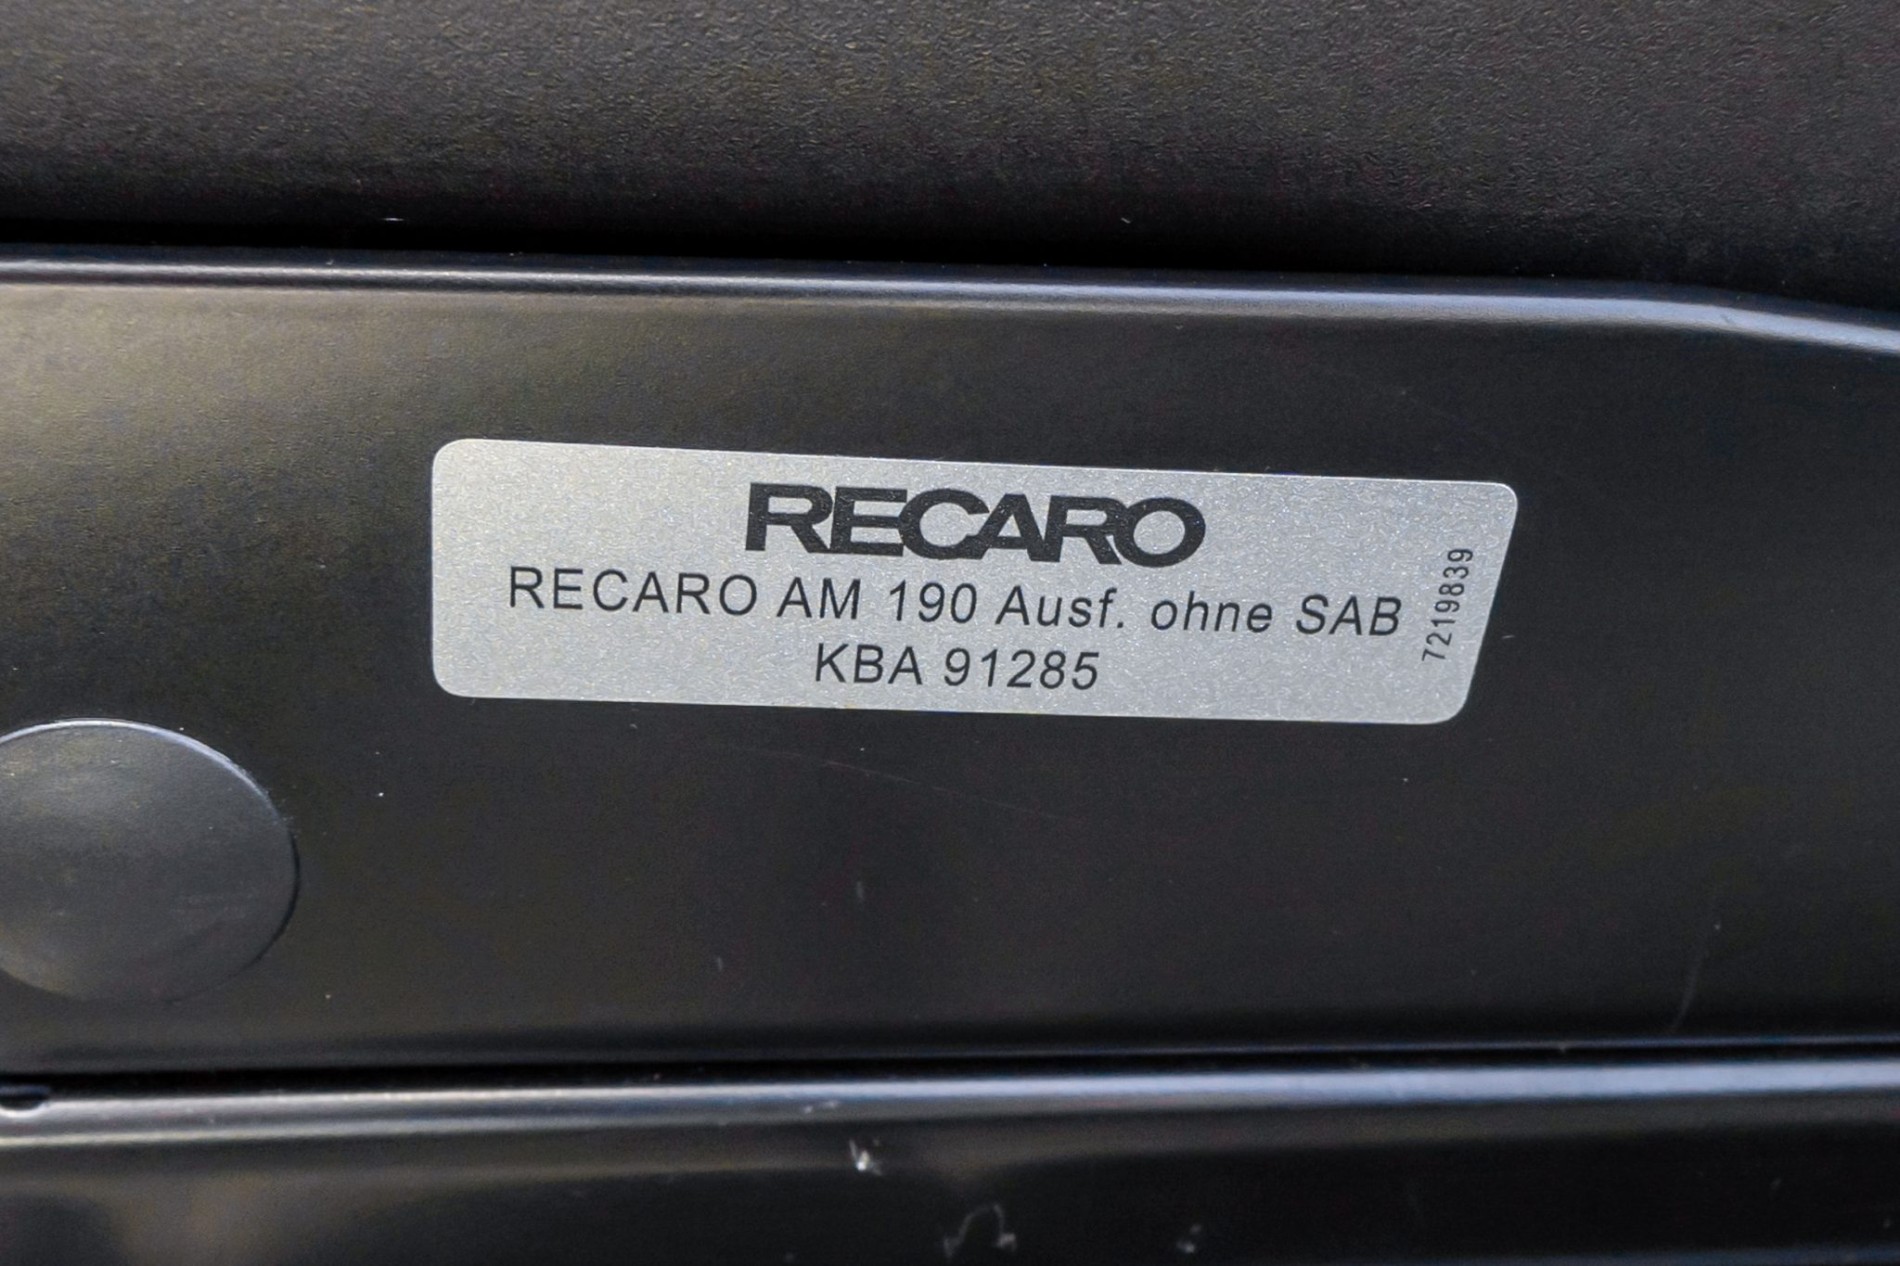 RECARO
RECARO AM 190 Ausf. ohne SAB
KBA 91285
7219839